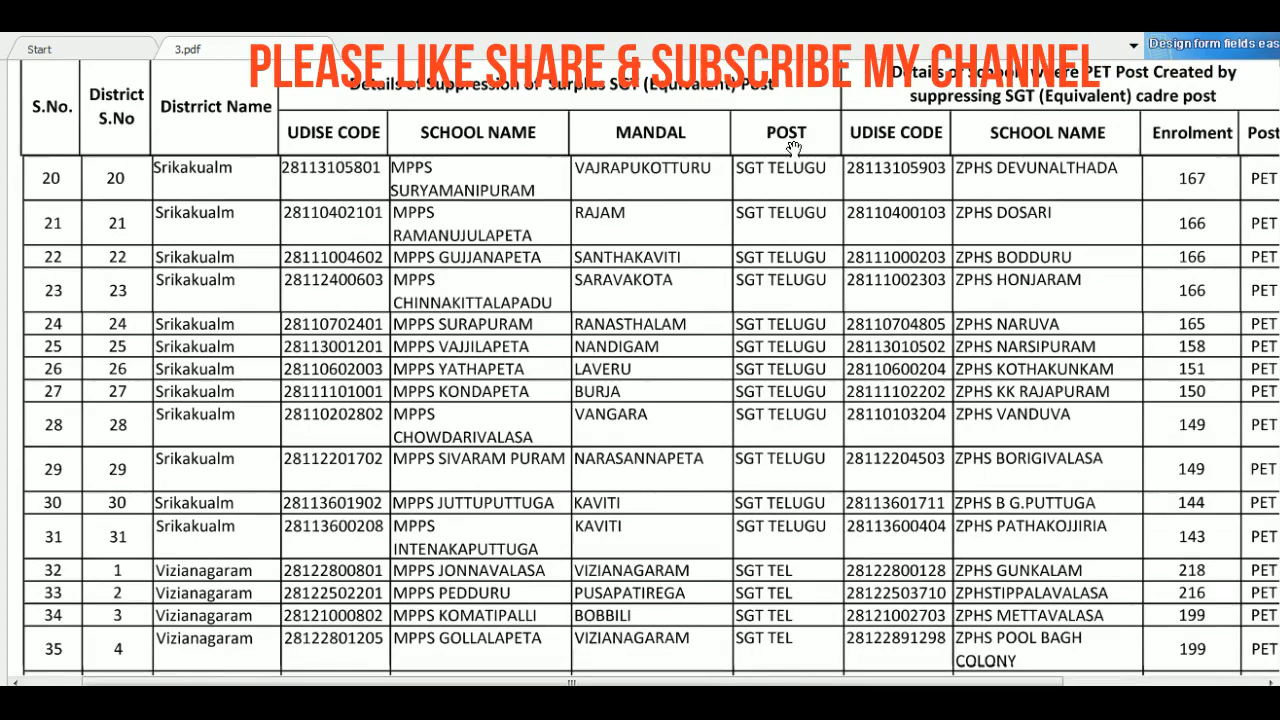 Start
3.pdf
Design form fields eas
PLEASE LIKE SHARE & SUBSCRIBE MY CHANNEL
S.No. District S.No Distrrict Name Details of Suppression of Surplus SGT (Equivalent) Post Details of Schools where PET Post Created by suppressing SGT (Equivalent) cadre post
UDISE CODE SCHOOL NAME MANDAL POST UDISE CODE SCHOOL NAME Enrolment Post
20 20 Srikakualm 28113105801 MPPS SURYAMANIPURAM VAJRAPUKOTTURU SGT TELUGU 28113105903 ZPHS DEVUNALTHADA 167 PET
21 21 Srikakualm 28110402101 MPPS RAMANUJULAPETA RAJAM SGT TELUGU 28110400103 ZPHS DOSARI 166 PET
22 22 Srikakualm 28111004602 MPPS GUJJANAPETA SANTHAKAVITI SGT TELUGU 28111000203 ZPHS BODDURU 166 PET
23 23 Srikakualm 28112400603 MPPS CHINNAKITTALAPADU SARAVAKOTA SGT TELUGU 28111002303 ZPHS HONJARAM 166 PET
24 24 Srikakualm 28110702401 MPPS SURAPURAM RANASTHALAM SGT TELUGU 28110704805 ZPHS NARUVA 165 PET
25 25 Srikakualm 28113001201 MPPS VAJJILAPETA NANDIGAM SGT TELUGU 28113010502 ZPHS NARSIPURAM 158 PET
26 26 Srikakualm 28110602003 MPPS YATHAPETA LAVERU SGT TELUGU 28110600204 ZPHS KOTHAKUNKAM 151 PET
27 27 Srikakualm 28111101001 MPPS KONDAPETA BURJA SGT TELUGU 28111102202 ZPHS KK RAJAPURAM 150 PET
28 28 Srikakualm 28110202802 MPPS CHOWDARIVALASA VANGARA SGT TELUGU 28110103204 ZPHS VANDUVA 149 PET
29 29 Srikakualm 28112201702 MPPS SIVARAM PURAM NARASANNAPETA SGT TELUGU 28112204503 ZPHS BORIGIVALASA 149 PET
30 30 Srikakualm 28113601902 MPPS JUTTUPUTTUGA KAVITI SGT TELUGU 28113601711 ZPHS B G.PUTTUGA 144 PET
31 31 Srikakualm 28113600208 MPPS INTENAKAPUTTUGA KAVITI SGT TELUGU 28113600404 ZPHS PATHAKOJJIRIA 143 PET
32 1 Vizianagaram 28122800801 MPPS JONNAVALASA VIZIANAGARAM SGT TEL 28122800128 ZPHS GUNKALAM 218 PET
33 2 Vizianagaram 28122502201 MPPS PEDDURU PUSAPATIREGA SGT TEL 28122503710 ZPHSTIPPALAVALASA 216 PET
34 3 Vizianagaram 28121000802 MPPS KOMATIPALLI BOBBILI SGT TEL 28121002703 ZPHS METTAVALASA 199 PET
35 4 Vizianagaram 28122801205 MPPS GOLLALAPETA VIZIANAGARAM SGT TEL 28122891298 ZPHS POOL BAGH COLONY 199 PET